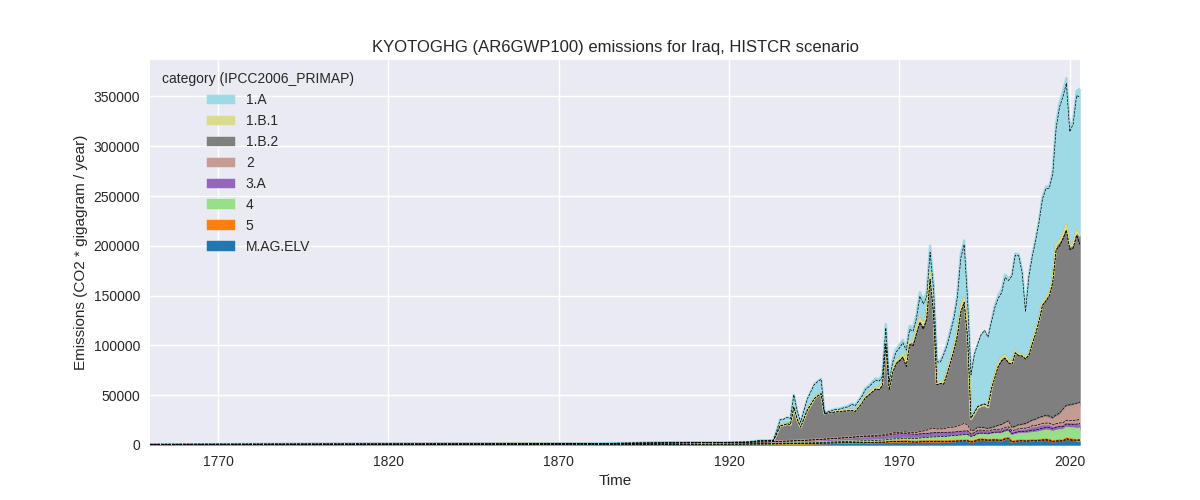 KYOTOGHG (AR6GWP100) emissions for Iraq, HISTCR scenario
category (IPCC2006_PRIMAP)
1.A
1.B.1
1.B.2
2
3.A
4
5
M.AG.ELV
Emissions (CO2 * gigagram / year)
350000
300000
250000
200000
150000
100000
50000
0
1770
1820
1870
1920
1970
2020
Time